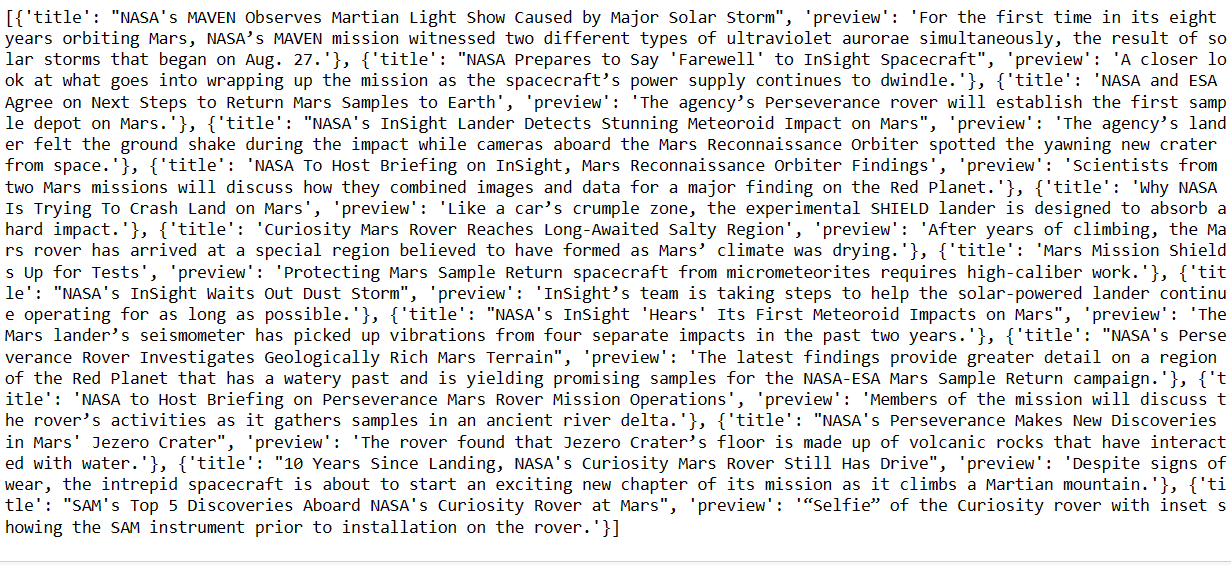 [{'title': "NASA's MAVEN Observes Martian Light Show Caused by Major Solar Storm", 'preview': 'For the first time in its eight
years orbiting Mars, NASA’s MAVEN mission witnessed two different types of ultraviolet aurorae simultaneously, the result of so
lar storms that began on Aug. 27.'}, {'title': "NASA Prepares to Say 'Farewell' to InSight Spacecraft", 'preview': 'A closer lo
ok at what goes into wrapping up the mission as the spacecraft’s power supply continues to dwindle.'}, {'title': 'NASA and ESA
Agree on Next Steps to Return Mars Samples to Earth', 'preview': 'The agency’s Perseverance rover will establish the first samp
le depot on Mars.'}, {'title': "NASA's InSight Lander Detects Stunning Meteoroid Impact on Mars", 'preview': 'The agency’s land
er felt the ground shake during the impact while cameras aboard the Mars Reconnaissance Orbiter spotted the yawning new crater
from space.'}, {'title': 'NASA To Host Briefing on InSight, Mars Reconnaissance Orbiter Findings', 'preview': 'Scientists from
two Mars missions will discuss how they combined images and data for a major finding on the Red Planet.'}, {'title': 'Why NASA
Is Trying To Crash Land on Mars', 'preview': 'Like a car’s crumple zone, the experimental SHIELD lander is designed to absorb a
hard impact.'}, {'title': 'Curiosity Mars Rover Reaches Long-Awaited Salty Region', 'preview': 'After years of climbing, the Ma
rs rover has arrived at a special region believed to have formed as Mars’ climate was drying.'}, {'title': 'Mars Mission Shield
s Up for Tests', 'preview': 'Protecting Mars Sample Return spacecraft from micrometeorites requires high-caliber work.'}, {'tit
le': "NASA's InSight Waits Out Dust Storm", 'preview': 'InSight’s team is taking steps to help the solar-powered lander continu
e operating for as long as possible.'}, {'title': "NASA's InSight 'Hears' Its First Meteoroid Impacts on Mars", 'preview': 'The
Mars lander’s seismometer has picked up vibrations from four separate impacts in the past two years.'}, {'title': "NASA's Perse
verance Rover Investigates Geologically Rich Mars Terrain", 'preview': 'The latest findings provide greater detail on a region
of the Red Planet that has a watery past and is yielding promising samples for the NASA-ESA Mars Sample Return campaign.'}, {'t
itle': 'NASA to Host Briefing on Perseverance Mars Rover Mission Operations', 'preview': 'Members of the mission will discuss t
he rover’s activities as it gathers samples in an ancient river delta.'}, {'title': "NASA's Perseverance Makes New Discoveries
in Mars' Jezero Crater", 'preview': 'The rover found that Jezero Crater’s floor is made up of volcanic rocks that have interact
ed with water.'}, {'title': "10 Years Since Landing, NASA's Curiosity Mars Rover Still Has Drive", 'preview': 'Despite signs of
wear, the intrepid spacecraft is about to start an exciting new chapter of its mission as it climbs a Martian mountain.'}, {'ti
tle': "SAM's Top 5 Discoveries Aboard NASA's Curiosity Rover at Mars", 'preview': '“Selfie” of the Curiosity rover with inset s
howing the SAM instrument prior to installation on the rover.'}]